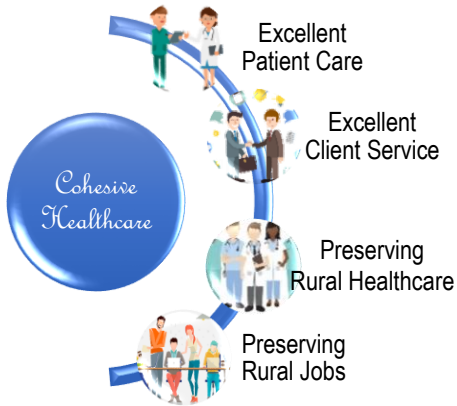 Excellent
Patient Care
Excellent
Client Service
Cohesive
Healthcare
Preserving
Rural Healthcare
Preserving
Rural Jobs